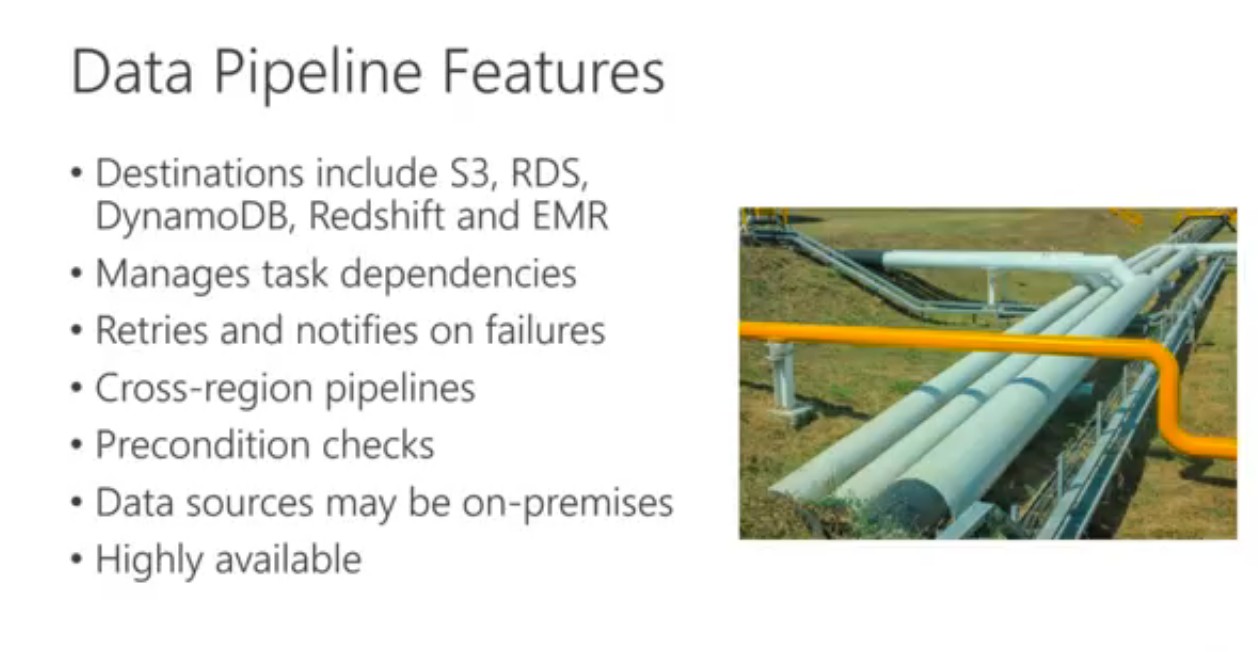 Data Pipeline Features
• Destinations include S3, RDS,
DynamoDB, Redshift and EMR
• Manages task dependencies
• Retries and notifies on failures
• Cross-region pipelines
• Precondition checks
• Data sources may be on-premises
• Highly available